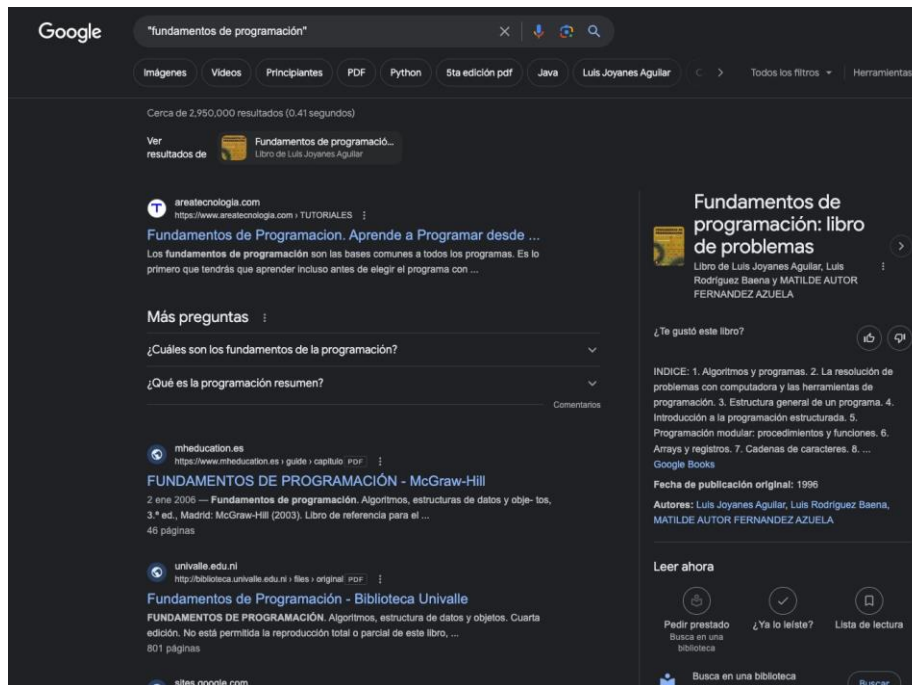 Google
"fundamentos de programación"
Imágenes Videos Principiantes PDF Python 5ta edición pdf Java Luis Joyanes Aguilar Todos los filtros Herramientas
Cerca de 2,950,000 resultados (0.41 segundos)
Ver
resultados de
Fundamentos de programació...
Libro de Luis Joyanes Aguilar
areatecnologia.com
https://www.areatecnologia.com › TUTORIALES
Fundamentos de Programacion. Aprende a Programar desde ...
Los fundamentos de programación son las bases comunes a todos los programas. Es lo
primero que tendrás que aprender incluso antes de elegir el programa con ...
Más preguntas
¿Cuáles son los fundamentos de la programación?
¿Qué es la programación resumen?
Comentarios
mheducation.es
https://www.mheducation.es › guide › capitulo PDF
FUNDAMENTOS DE PROGRAMACIÓN - McGraw-Hill
2 ene 2006 — Fundamentos de programación. Algoritmos, estructuras de datos y obje- tos,
3.ª ed., Madrid: McGraw-Hill (2003). Libro de referencia para el ...
46 páginas
univalle.edu.ni
http://biblioteca.univalle.edu.ni › files › original PDF
Fundamentos de Programación - Biblioteca Univalle
FUNDAMENTOS DE PROGRAMACIÓN. Algoritmos, estructura de datos y objetos. Cuarta
edición. No está permitida la reproducción total o parcial de este libro, ...
801 páginas
sites.google.com
Fundamentos de
programación: libro
de problemas
Libro de Luis Joyanes Aguilar, Luis
Rodríguez Baena y MATILDE AUTOR
FERNANDEZ AZUELA
¿Te gustó este libro?
INDICE: 1. Algoritmos y programas. 2. La resolución de
problemas con computadora y las herramientas de
programación. 3. Estructura general de un programa. 4.
Introducción a la programación estructurada. 5.
Programación modular: procedimientos y funciones. 6.
Arrays y registros. 7. Cadenas de caracteres. 8. ...
Google Books
Fecha de publicación original: 1996
Autores: Luis Joyanes Aguilar, Luis Rodríguez Baena,
MATILDE AUTOR FERNANDEZ AZUELA
Leer ahora
Pedir prestado
Busca en una
biblioteca
¿Ya lo leíste?
Lista de lectura
Busca en una biblioteca
Buscar